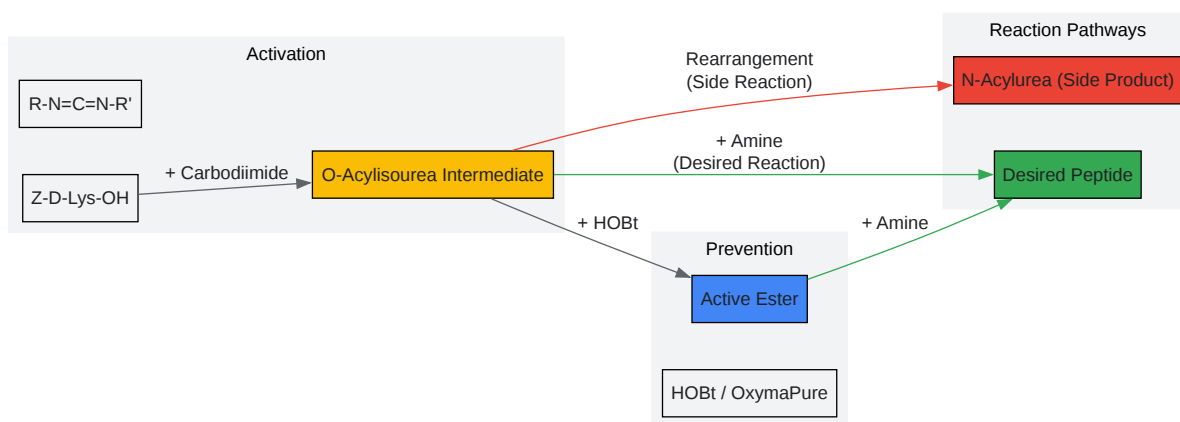 Activation
R-N=C=N-R'
Z-D-Lys-OH
+ Carbodiimide
O-Acylisourea Intermediate
Rearrangement
(Side Reaction)
+ Amine
(Desired Reaction)
+ HOBt
Prevention
Active Ester
HOBt / OxymaPure
+ Amine
Reaction Pathways
N-Acylurea (Side Product)
Desired Peptide